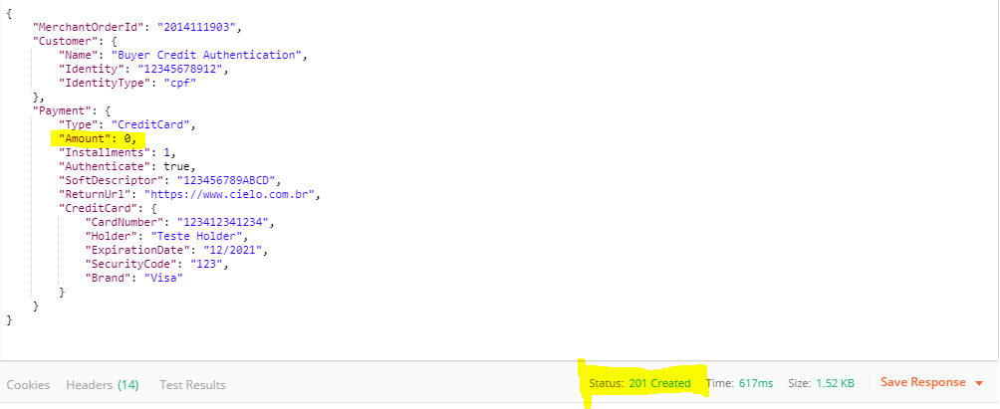 {
"MerchantOrderId": "2014111903",
"Customer": {
"Name": "Buyer Credit Authentication",
"Identity": "12345678912",
"IdentityType": "cpf"
},
"Payment": {
"Type": "CreditCard",
"Amount": 0,
"Installments": 1,
"Authenticate": true,
"SoftDescriptor": "123456789ABCD",
"ReturnUrl": "https://www.cielo.com.br",
"CreditCard": {
"CardNumber": "123412341234",
"Holder": "Teste Holder",
"ExpirationDate": "12/2021",
"SecurityCode": "123",
"Brand": "Visa"
}
}
}
Cookies Headers (14) Test Results Status: 201 Created Time: 617ms Size: 1.52 KB Save Response